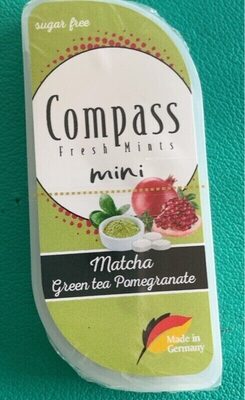 sugar free
Compass
Fresh Mints
mini
Matcha
Green tea Pomegranate
Made in
Germany